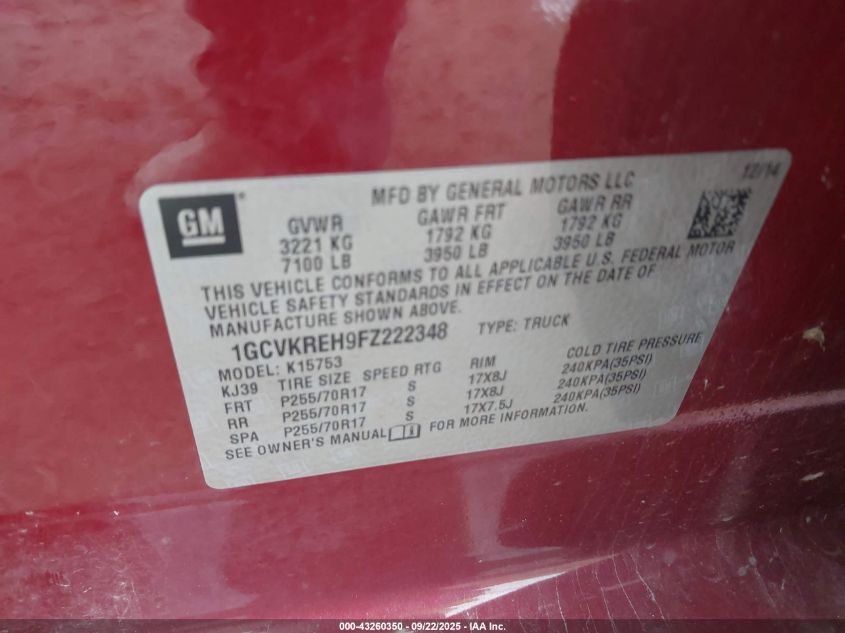 GM ®
MFD BY GENERAL MOTORS LLC 12/14
GVWR GAWR FRT GAWR RR
3221 KG 1792 KG 1792 KG
7100 LB 3950 LB 3950 LB
THIS VEHICLE CONFORMS TO ALL APPLICABLE U.S. FEDERAL MOTOR
VEHICLE SAFETY STANDARDS IN EFFECT ON THE DATE OF
MANUFACTURE SHOWN ABOVE.
1GCVKREH9FZ222348 TYPE: TRUCK
MODEL: K15753
KJ39 TIRE SIZE SPEED RTG RIM COLD TIRE PRESSURE
FRT P255/70R17 S 17X8J 240KPA(35PSI)
RR P255/70R17 S 17X8J 240KPA(35PSI)
SPA P255/70R17 S 17X7.5J 240KPA(35PSI)
SEE OWNER'S MANUAL FOR MORE INFORMATION.
000-43260350 - 09/22/2025 - IAA Inc.